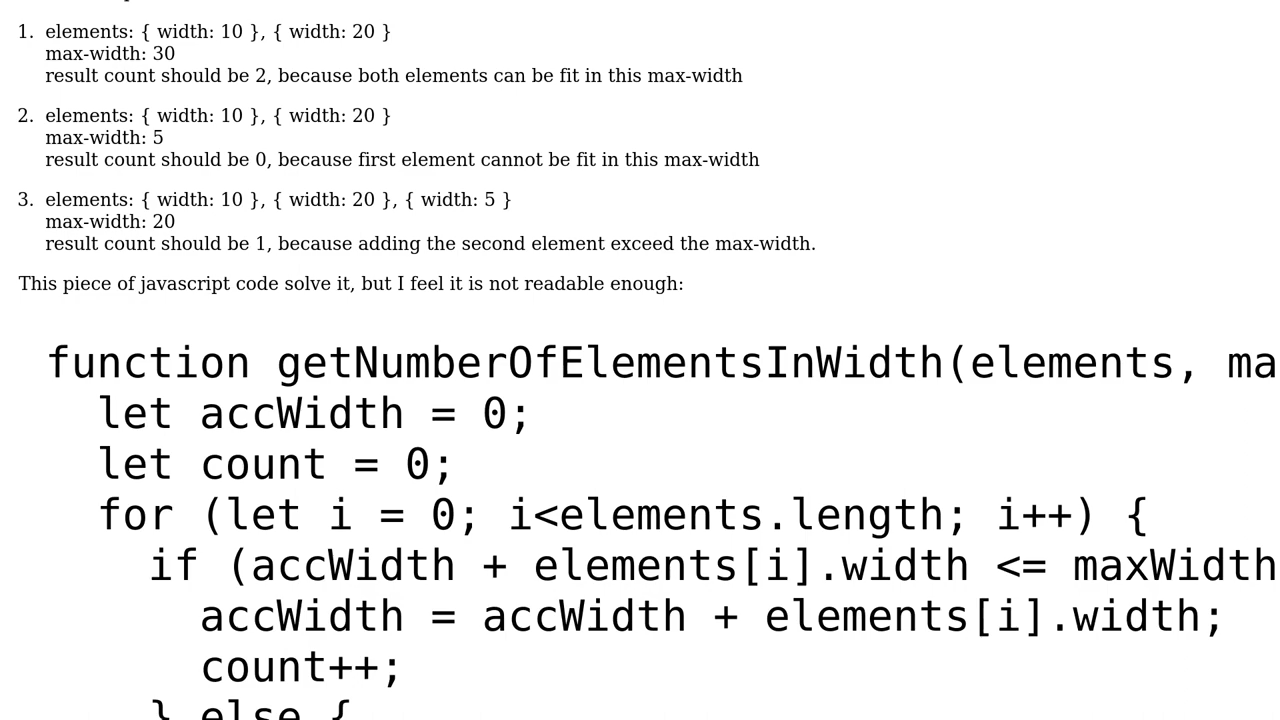 1. elements: { width: 10 }, { width: 20 }
max-width: 30
result count should be 2, because both elements can be fit in this max-width
2. elements: { width: 10 }, { width: 20 }
max-width: 5
result count should be 0, because first element cannot be fit in this max-width
3. elements: { width: 10 }, { width: 20 }, { width: 5 }
max-width: 20
result count should be 1, because adding the second element exceed the max-width.
This piece of javascript code solve it, but I feel it is not readable enough:
function getNumberOfElementsInWidth(elements, ma
let accWidth = 0;
let count = 0;
for (let i = 0; i<elements.length; i++) {
if (accWidth + elements[i].width <= maxWidth
accWidth = accWidth + elements[i].width;
count++;
} else {